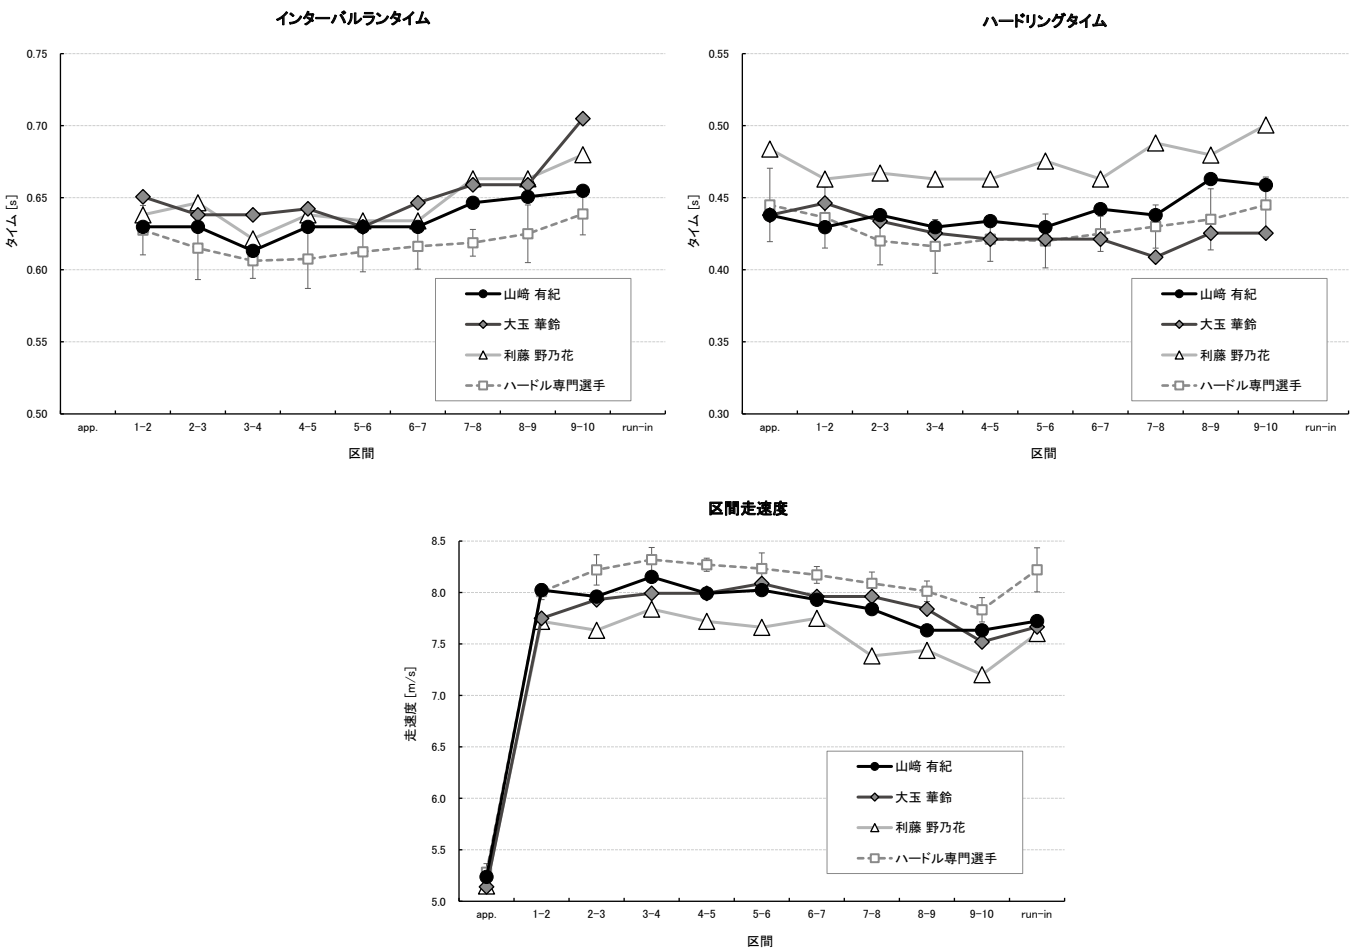 インターバルランタイム
タイム [s]
0.75
0.70
0.65
0.60
0.55
0.50
山﨑 有紀
大玉 華鈴
利藤 野乃花
ハードル専門選手
app. 1-2 2-3 3-4 4-5 5-6 6-7 7-8 8-9 9-10 run-in
区間
ハードリングタイム
タイム [s]
0.55
0.50
0.45
0.40
0.35
0.30
山﨑 有紀
大玉 華鈴
利藤 野乃花
ハードル専門選手
app. 1-2 2-3 3-4 4-5 5-6 6-7 7-8 8-9 9-10 run-in
区間
区間走速度
走速度 [m/s]
8.5
8.0
7.5
7.0
6.5
6.0
5.5
5.0
山﨑 有紀
大玉 華鈴
利藤 野乃花
ハードル専門選手
app. 1-2 2-3 3-4 4-5 5-6 6-7 7-8 8-9 9-10 run-in
区間